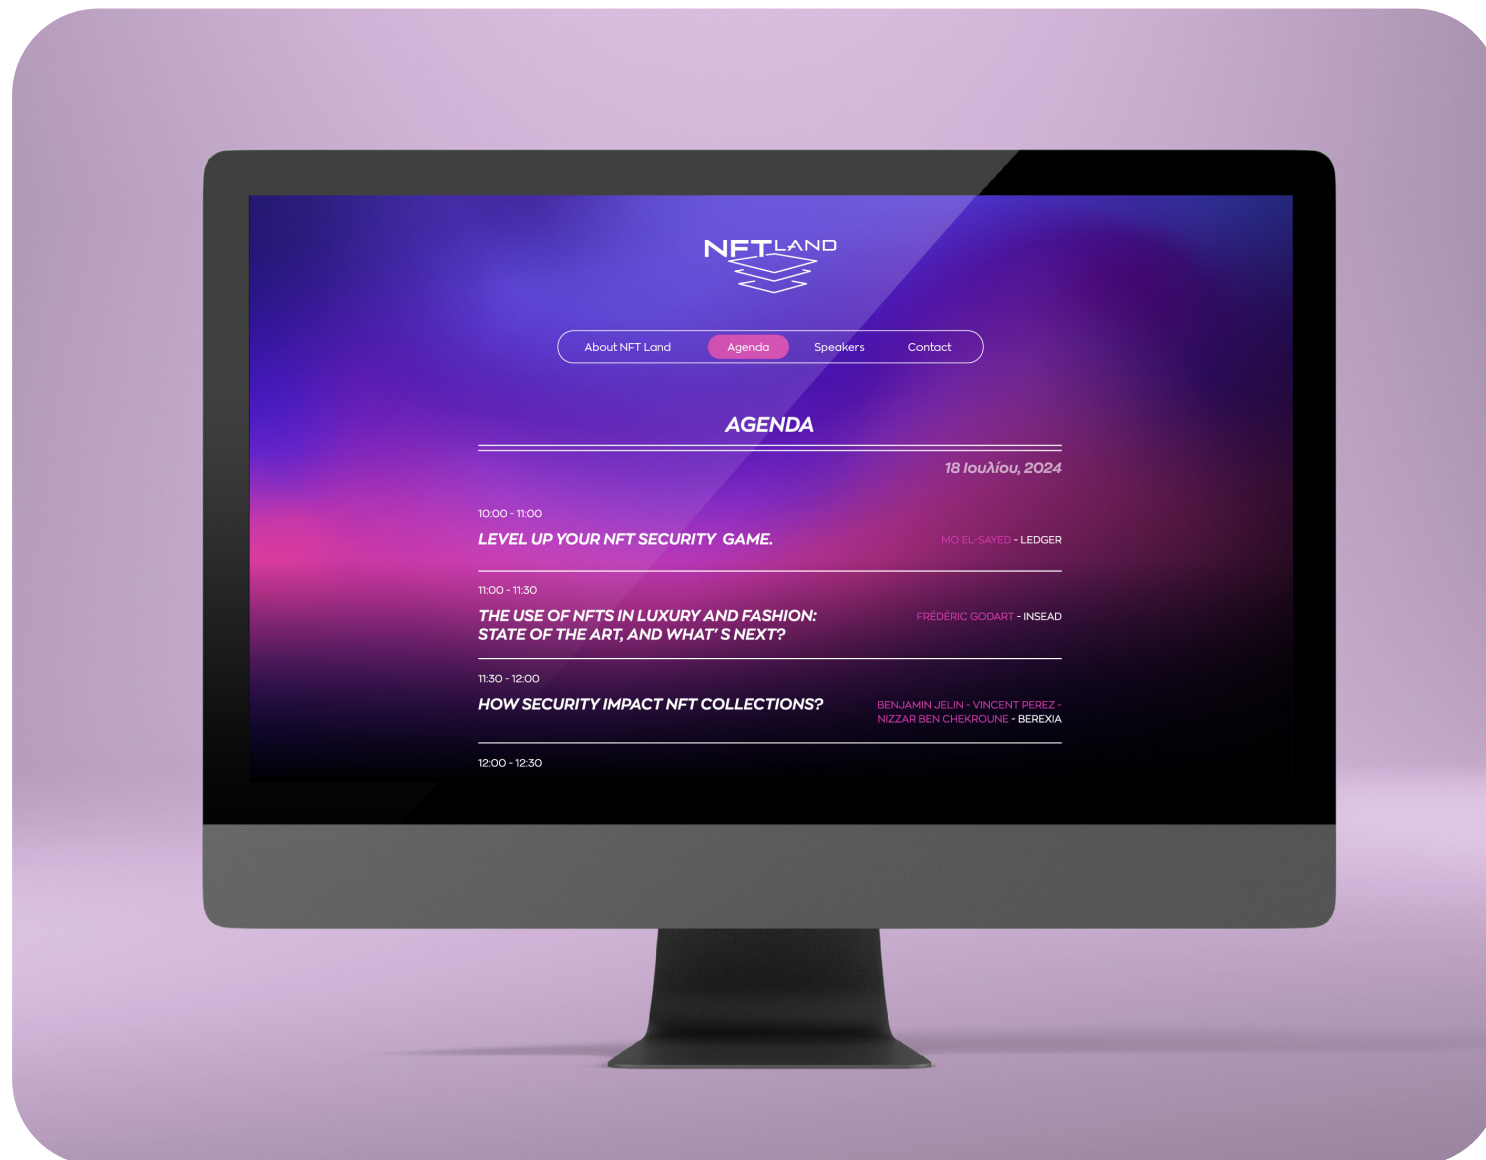 NFTLAND
About NFT Land Agenda Speakers Contact
AGENDA
18 Ιουλίου, 2024
10:00 - 11:00
LEVEL UP YOUR NFT SECURITY GAME. MO EL-SAYED - LEDGER
11:00 - 11:30
THE USE OF NFTS IN LUXURY AND FASHION: FRÉDÉRIC GODART - INSEAD
STATE OF THE ART, AND WHAT' S NEXT?
11:30 - 12:00
HOW SECURITY IMPACT NFT COLLECTIONS? BENJAMIN JELIN - VINCENT PEREZ -
NIZZAR BEN CHEKROUNE - BEREXIA
12:00 - 12:30